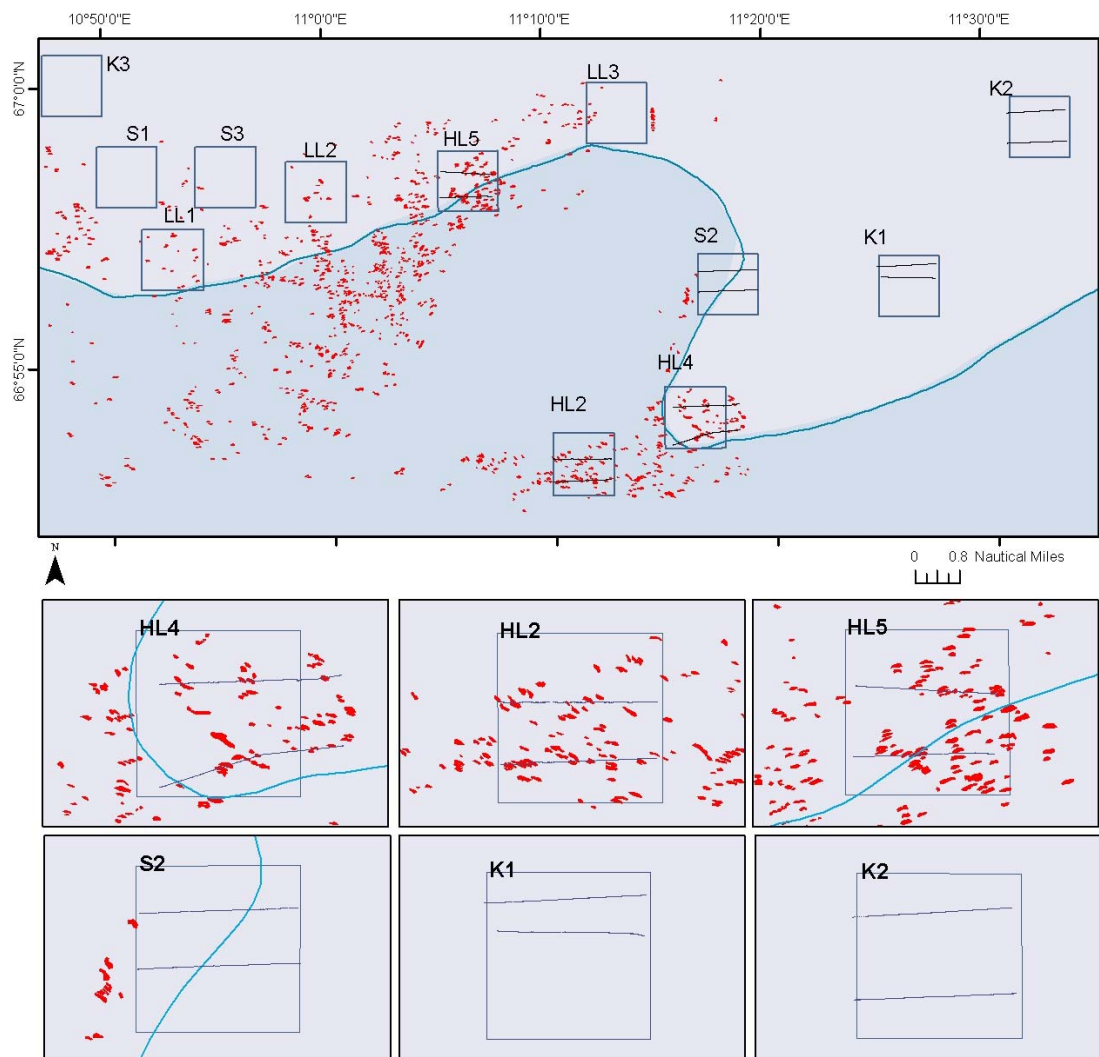 10°50'0"E 11°0'0"E 11°10'0"E 11°20'0"E 11°30'0"E
67°0'0"N
66°55'0"N
K3
LL3
K2
S1 S3
HL5
LL2
LL1
S2 K1
HL4
HL2
N
0 0.8 Nautical Miles
HL4 HL2 HL5
S2 K1 K2